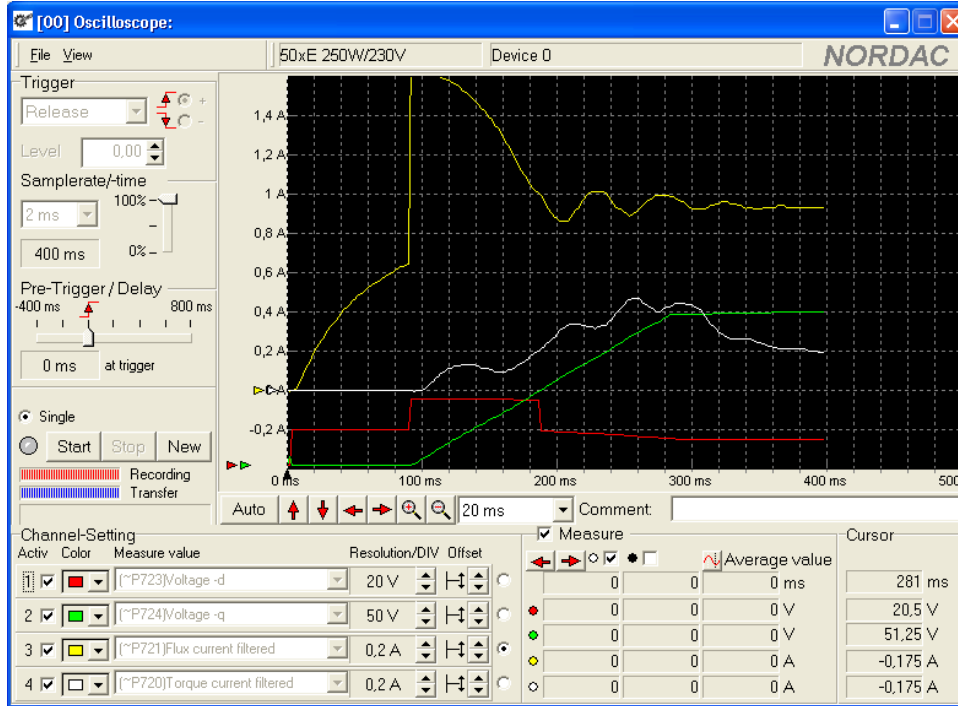 [00] Oscilloscope:
File View
50xE 250W/230V
Device 0
NORDAC
Trigger
Release
+
-
Level 0,00
Samplerate/-time
2 ms
100%
0%
400 ms
Pre-Trigger / Delay
-400 ms 800 ms
0 ms at trigger
Single
Start Stop New
Recording
Transfer
1,4 A
1,2 A
1 A
0,8 A
0,6 A
0,4 A
0,2 A
-0,2 A
100 ms 200 ms 300 ms 400 ms 500
Auto 20 ms Comment:
Channel-Setting
Activ Color Measure value Resolution/DIV Offset
1 (~P723)Voltage -d 20 V
2 (~P724)Voltage -q 50 V
3 (~P721)Flux current filtered 0,2 A
4 (~P720)Torque current filtered 0,2 A
Measure
Average value
0 0 0 ms
0 0 0 V
0 0 0 V
0 0 0 A
0 0 0 A
Cursor
281 ms
20,5 V
51,25 V
-0,175 A
-0,175 A